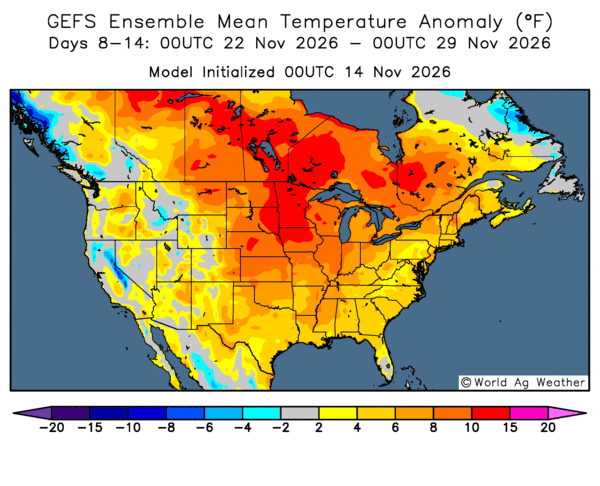 GEFS Ensemble Mean Temperature Anomaly (°F)
Days 8-14: 00UTC 22 Nov 2026 - 00UTC 29 Nov 2026
Model Initialized 00UTC 14 Nov 2026
©World Ag Weather
-20 -15 -10 -8 -6 -4 -2 2 4 6 8 10 15 20